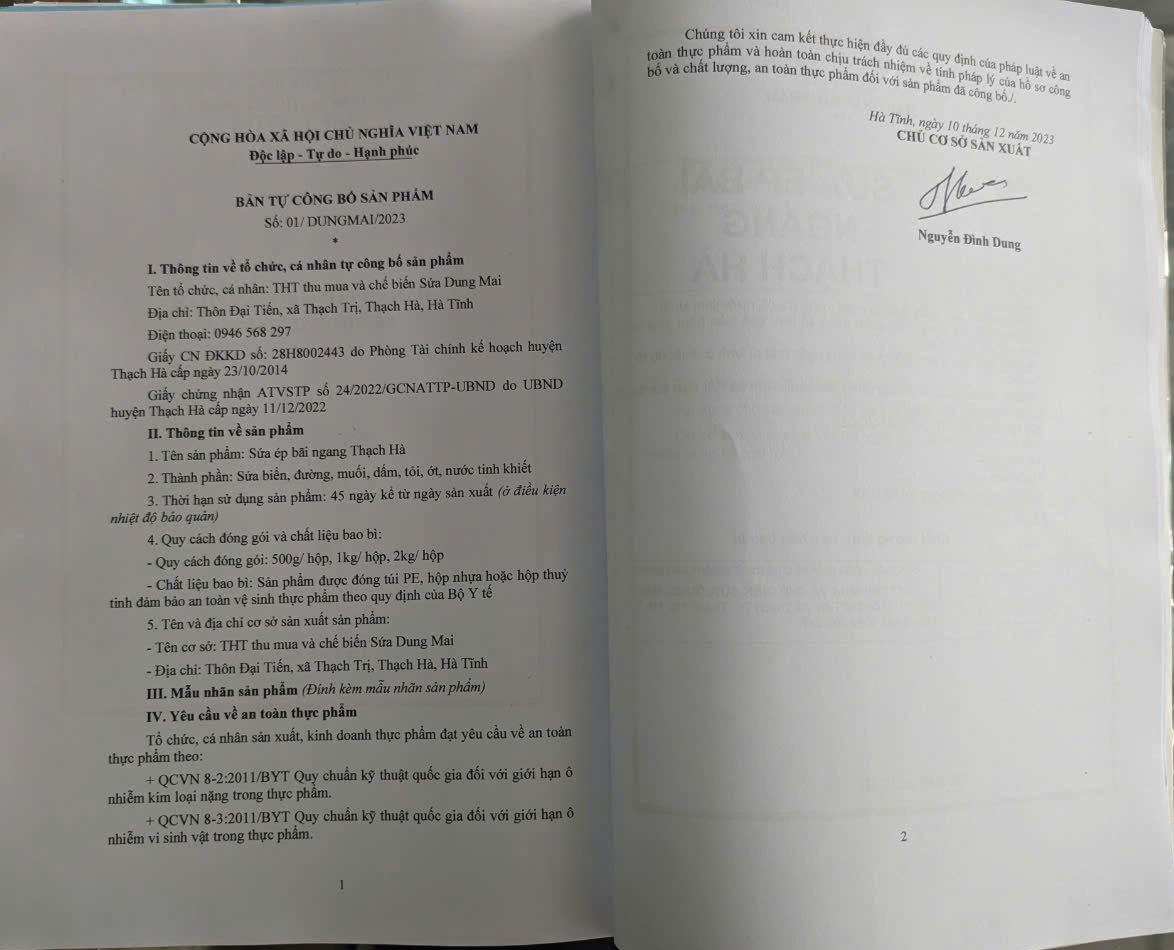 CỘNG HÒA XÃ HỘI CHỦ NGHĨA VIỆT NAM
Độc lập - Tự do - Hạnh phúc
BẢN TỰ CÔNG BỐ SẢN PHẨM
Số: 01/ DUNGMAI/2023
*
I. Thông tin về tổ chức, cá nhân tự công bố sản phẩm
Tên tổ chức, cá nhân: THT thu mua và chế biến Sứa Dung Mai
Địa chỉ: Thôn Đại Tiến, xã Thạch Trị, Thạch Hà, Hà Tĩnh
Điện thoại: 0946 568 297
Giấy CN ĐKKD số: 28H8002443 do Phòng Tài chính kế hoạch huyện
Thạch Hà cấp ngày 23/10/2014
Giấy chứng nhận ATVSTP số 24/2022/GCNATTP-UBND do UBND
huyện Thạch Hà cấp ngày 11/12/2022
II. Thông tin về sản phẩm
1. Tên sản phẩm: Sứa ép bãi ngang Thạch Hà
2. Thành phần: Sứa biển, đường, muối, dấm, tỏi, ớt, nước tinh khiết
3. Thời hạn sử dụng sản phẩm: 45 ngày kể từ ngày sản xuất (ở điều kiện
nhiệt độ bảo quản)
4. Quy cách đóng gói và chất liệu bao bì:
- Quy cách đóng gói: 500g/ hộp, 1kg/ hộp, 2kg/ hộp
- Chất liệu bao bì: Sản phẩm được đóng túi PE, hộp nhựa hoặc hộp thuỷ
tinh đảm bảo an toàn vệ sinh thực phẩm theo quy định của Bộ Y tế
5. Tên và địa chỉ cơ sở sản xuất sản phẩm:
- Tên cơ sở: THT thu mua và chế biến Sứa Dung Mai
- Địa chỉ: Thôn Đại Tiến, xã Thạch Trị, Thạch Hà, Hà Tĩnh
III. Mẫu nhãn sản phẩm (Đính kèm mẫu nhãn sản phẩm)
IV. Yêu cầu về an toàn thực phẩm
Tổ chức, cá nhân sản xuất, kinh doanh thực phẩm đạt yêu cầu về an toàn
thực phẩm theo:
+ QCVN 8-2:2011/BYT Quy chuẩn kỹ thuật quốc gia đối với giới hạn ô
nhiễm kim loại nặng trong thực phẩm.
+ QCVN 8-3:2011/BYT Quy chuẩn kỹ thuật quốc gia đối với giới hạn ô
nhiễm vi sinh vật trong thực phẩm.
1
Chúng tôi xin cam kết thực hiện đầy đủ các quy định của pháp luật về an
toàn thực phẩm và hoàn toàn chịu trách nhiệm về tính pháp lý của hồ sơ công
bố và chất lượng, an toàn thực phẩm đối với sản phẩm đã công bố./.
Hà Tĩnh, ngày 10 tháng 12 năm 2023
CHỦ CƠ SỞ SẢN XUẤT
Nguyễn Đình Dung
2